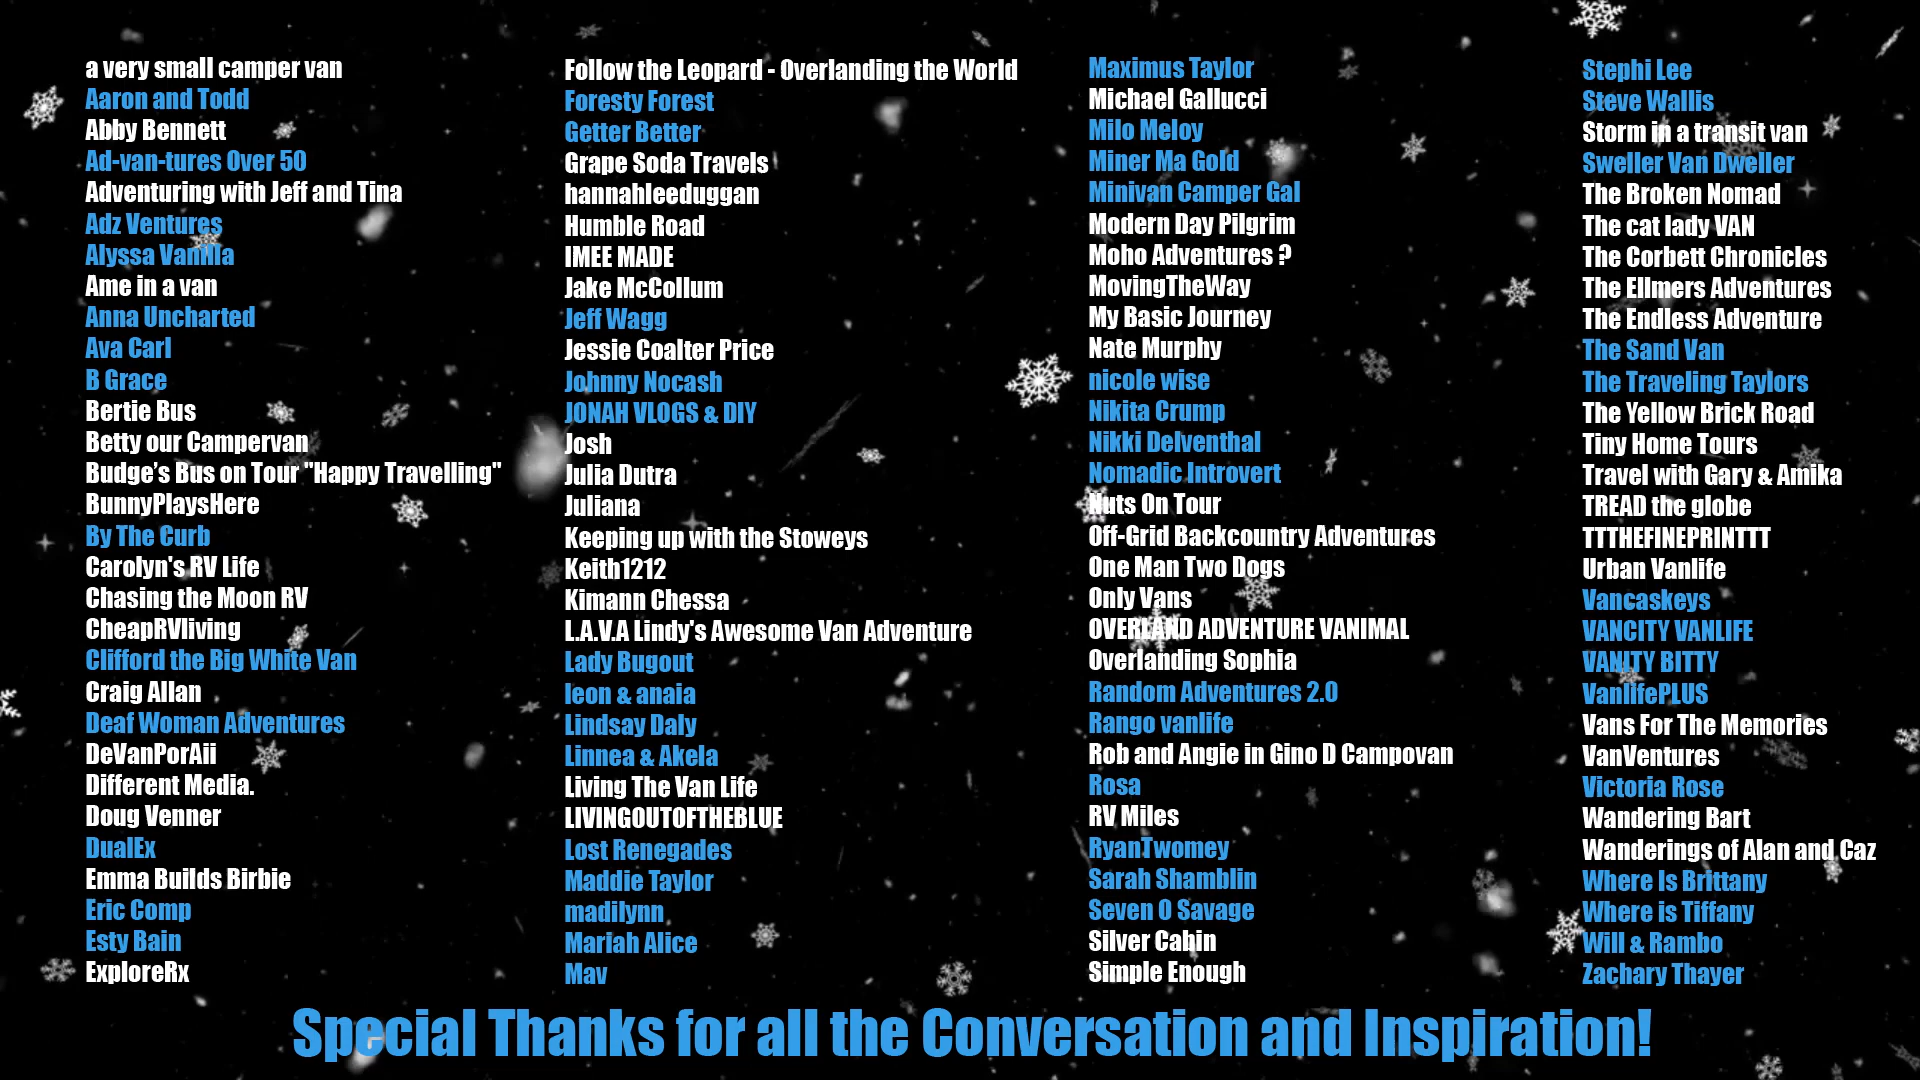 a very small camper van
Aaron and Todd
Abby Bennett
Ad-van-tures Over 50
Adventuring with Jeff and Tina
Adz Ventures
Alyssa Vanilla
Ame in a van
Anna Uncharted
Ava Carl
B Grace
Bertie Bus
Betty our Campervan
Budge’s Bus on Tour "Happy Travelling"
BunnyPlaysHere
By The Curb
Carolyn's RV Life
Chasing the Moon RV
CheapRVliving
Clifford the Big White Van
Craig Allan
Deaf Woman Adventures
DeVanPorAii
Different Media.
Doug Venner
DualEx
Emma Builds Birbie
Eric Comp
Esty Bain
ExploreRx
Follow the Leopard - Overlanding the World
Foresty Forest
Getter Better
Grape Soda Travels
hannahleeduggan
Humble Road
IMEE MADE
Jake McCollum
Jeff Wagg
Jessie Coalter Price
Johnny Nocash
JONAH VLOGS & DIY
Josh
Julia Dutra
Juliana
Keeping up with the Stoweys
Keith1212
Kimann Chessa
L.A.V.A Lindy's Awesome Van Adventure
Lady Bugout
leon & anaia
Lindsay Daly
Linnea & Akela
Living The Van Life
LIVINGOUTOFTHEBLUE
Lost Renegades
Maddie Taylor
madilynn
Mariah Alice
Mav
Maximus Taylor
Michael Gallucci
Milo Meloy
Miner Ma Gold
Minivan Camper Gal
Modern Day Pilgrim
Moho Adventures ?
MovingTheWay
My Basic Journey
Nate Murphy
nicole wise
Nikita Crump
Nikki Delventhal
Nomadic Introvert
Nuts On Tour
Off-Grid Backcountry Adventures
One Man Two Dogs
Only Vans
OVERLAND ADVENTURE VANIMAL
Overlanding Sophia
Random Adventures 2.0
Rango vanlife
Rob and Angie in Gino D Campovan
Rosa
RV Miles
RyanTwomey
Sarah Shamblin
Seven O Savage
Silver Cabin
Simple Enough
Stephi Lee
Steve Wallis
Storm in a transit van
Sweller Van Dweller
The Broken Nomad
The cat lady VAN
The Corbett Chronicles
The Ellmers Adventures
The Endless Adventure
The Sand Van
The Traveling Taylors
The Yellow Brick Road
Tiny Home Tours
Travel with Gary & Amika
TREAD the globe
TTTHEFINEPRINTTT
Urban Vanlife
Vancaskeys
VANCITY VANLIFE
VANITY BITTY
VanlifePLUS
Vans For The Memories
VanVentures
Victoria Rose
Wandering Bart
Wanderings of Alan and Caz
Where Is Brittany
Where is Tiffany
Will & Rambo
Zachary Thayer
Special Thanks for all the Conversation and Inspiration!